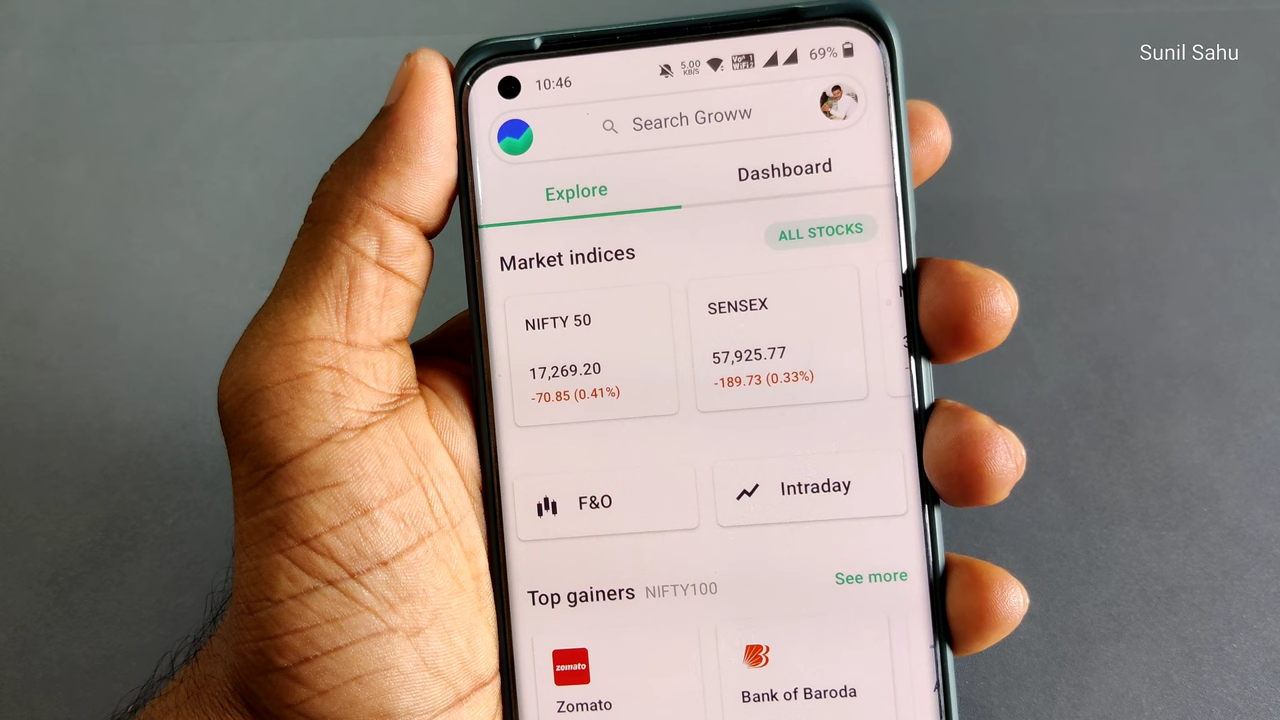 Sunil Sahu
10:46
5.00
KB/S
69%
Search Groww
Explore
Dashboard
Market indices
ALL STOCKS
NIFTY 50
17,269.20
-70.85 (0.41%)
SENSEX
57,925.77
-189.73 (0.33%)
F&O
Intraday
Top gainers NIFTY100
See more
zomato
Zomato
Bank of Baroda